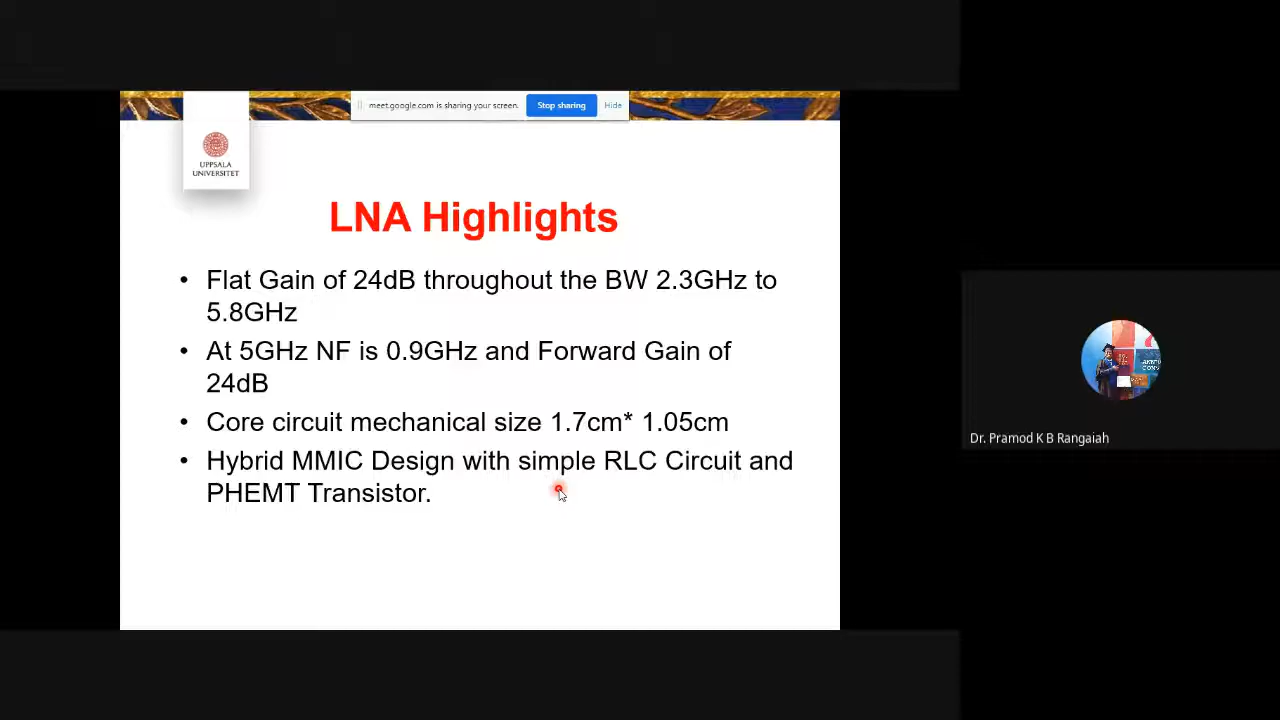 meet.google.com is sharing your screen. Stop sharing Hide
UPPSALA
UNIVERSITET
LNA Highlights
• Flat Gain of 24dB throughout the BW 2.3GHz to
5.8GHz
• At 5GHz NF is 0.9GHz and Forward Gain of
24dB
• Core circuit mechanical size 1.7cm* 1.05cm
• Hybrid MMIC Design with simple RLC Circuit and
PHEMT Transistor.
Dr. Pramod K B Rangaiah